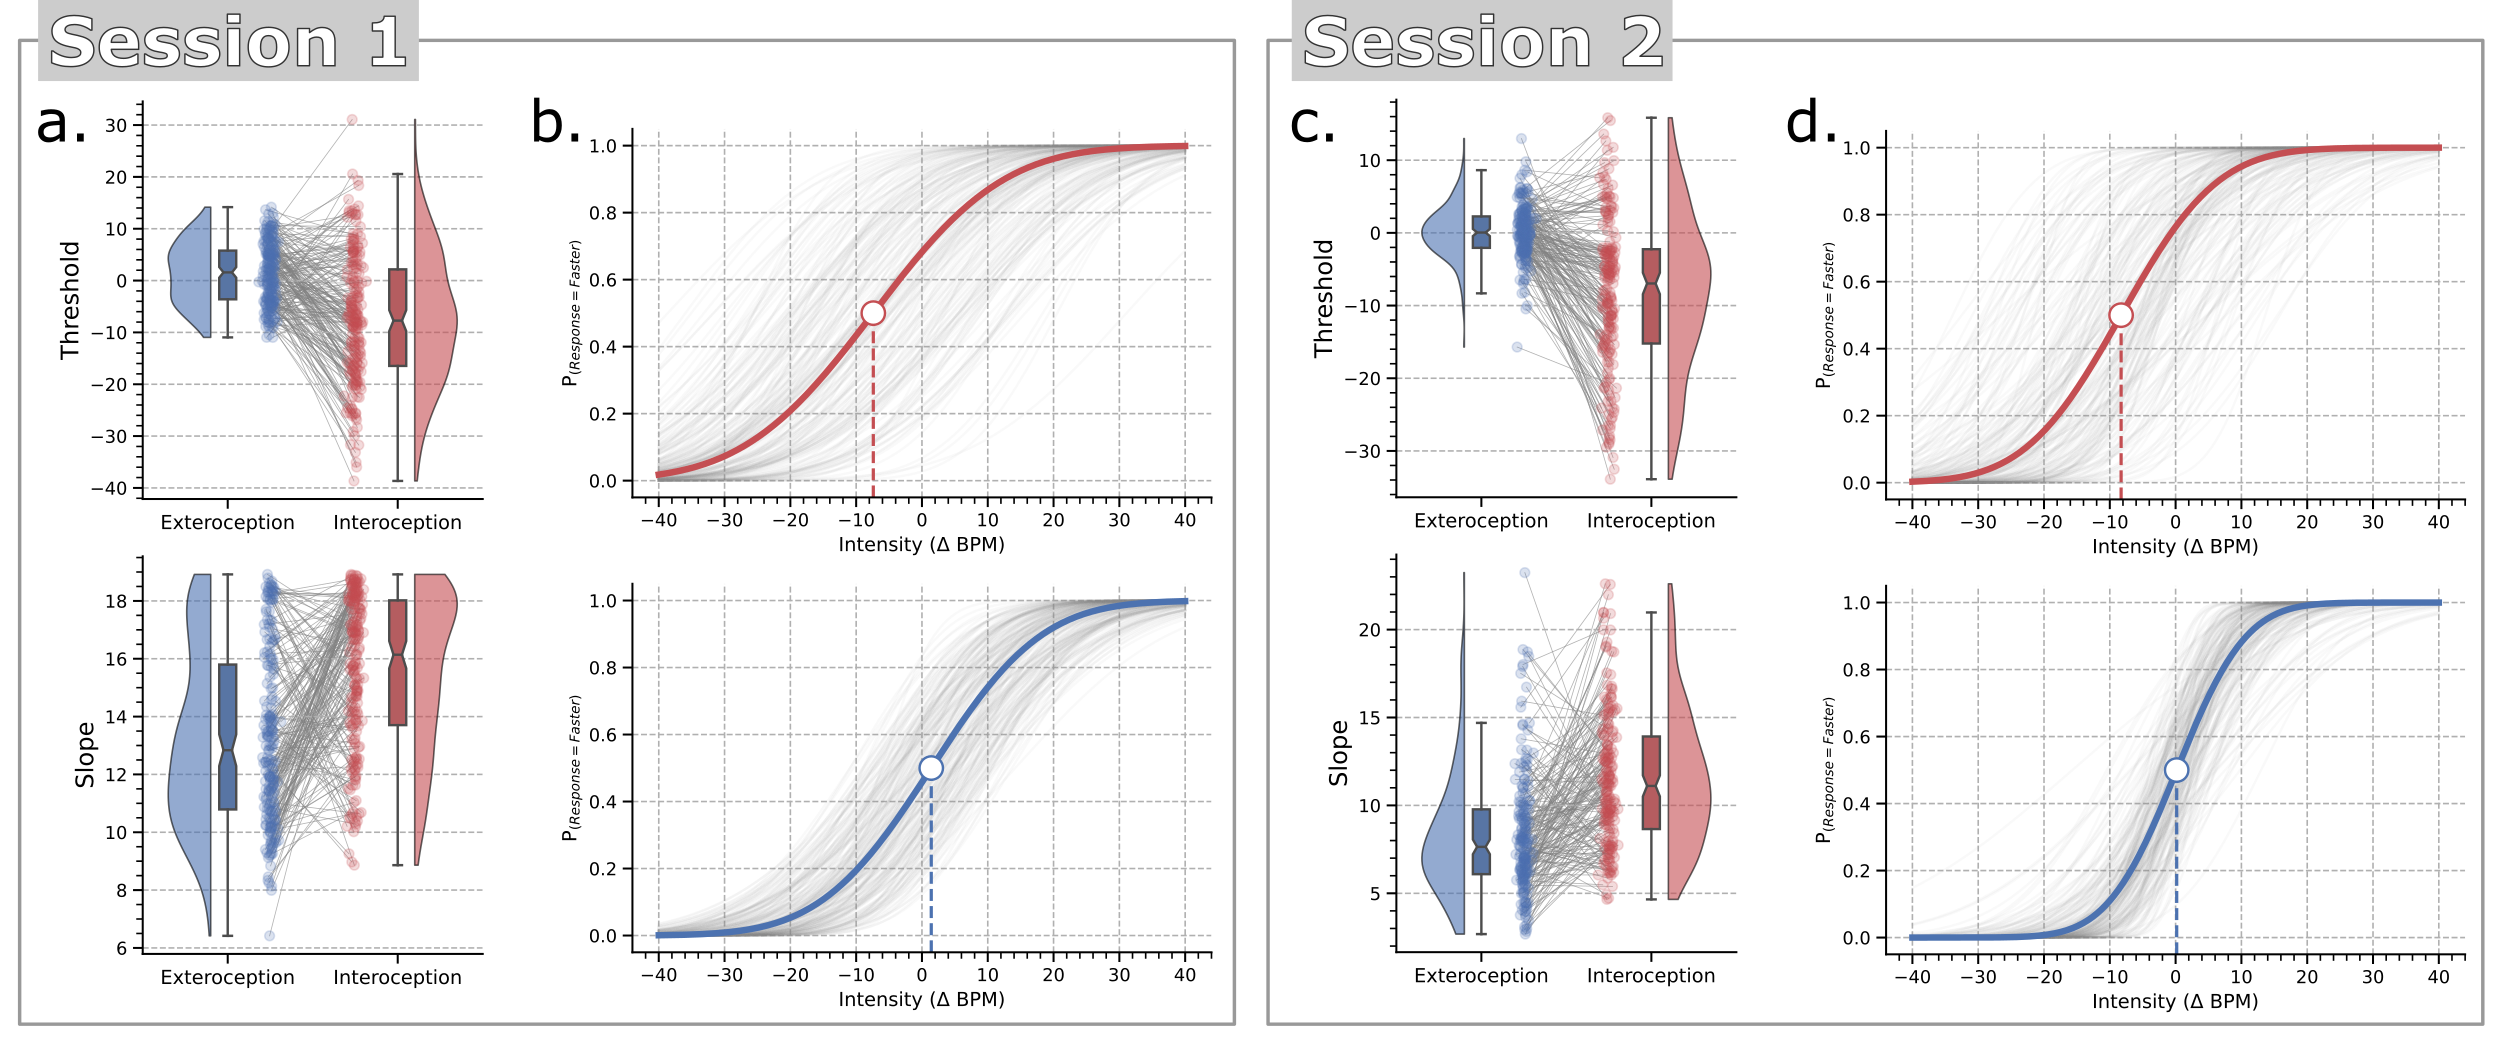 Session 1
Session 2
a.
Threshold
30
20
10
0
−10
−20
−30
−40
Exteroception Interoception
Slope
18
16
14
12
10
8
6
Exteroception Interoception
b.
P(Response = Faster)
1.0
0.8
0.6
0.4
0.2
0.0
−40 −30 −20 −10 0 10 20 30 40
Intensity (Δ BPM)
P(Response = Faster)
1.0
0.8
0.6
0.4
0.2
0.0
−40 −30 −20 −10 0 10 20 30 40
Intensity (Δ BPM)
c.
Threshold
10
0
−10
−20
−30
Exteroception Interoception
Slope
20
15
10
5
Exteroception Interoception
d.
P(Response = Faster)
1.0
0.8
0.6
0.4
0.2
0.0
−40 −30 −20 −10 0 10 20 30 40
Intensity (Δ BPM)
P(Response = Faster)
1.0
0.8
0.6
0.4
0.2
0.0
−40 −30 −20 −10 0 10 20 30 40
Intensity (Δ BPM)